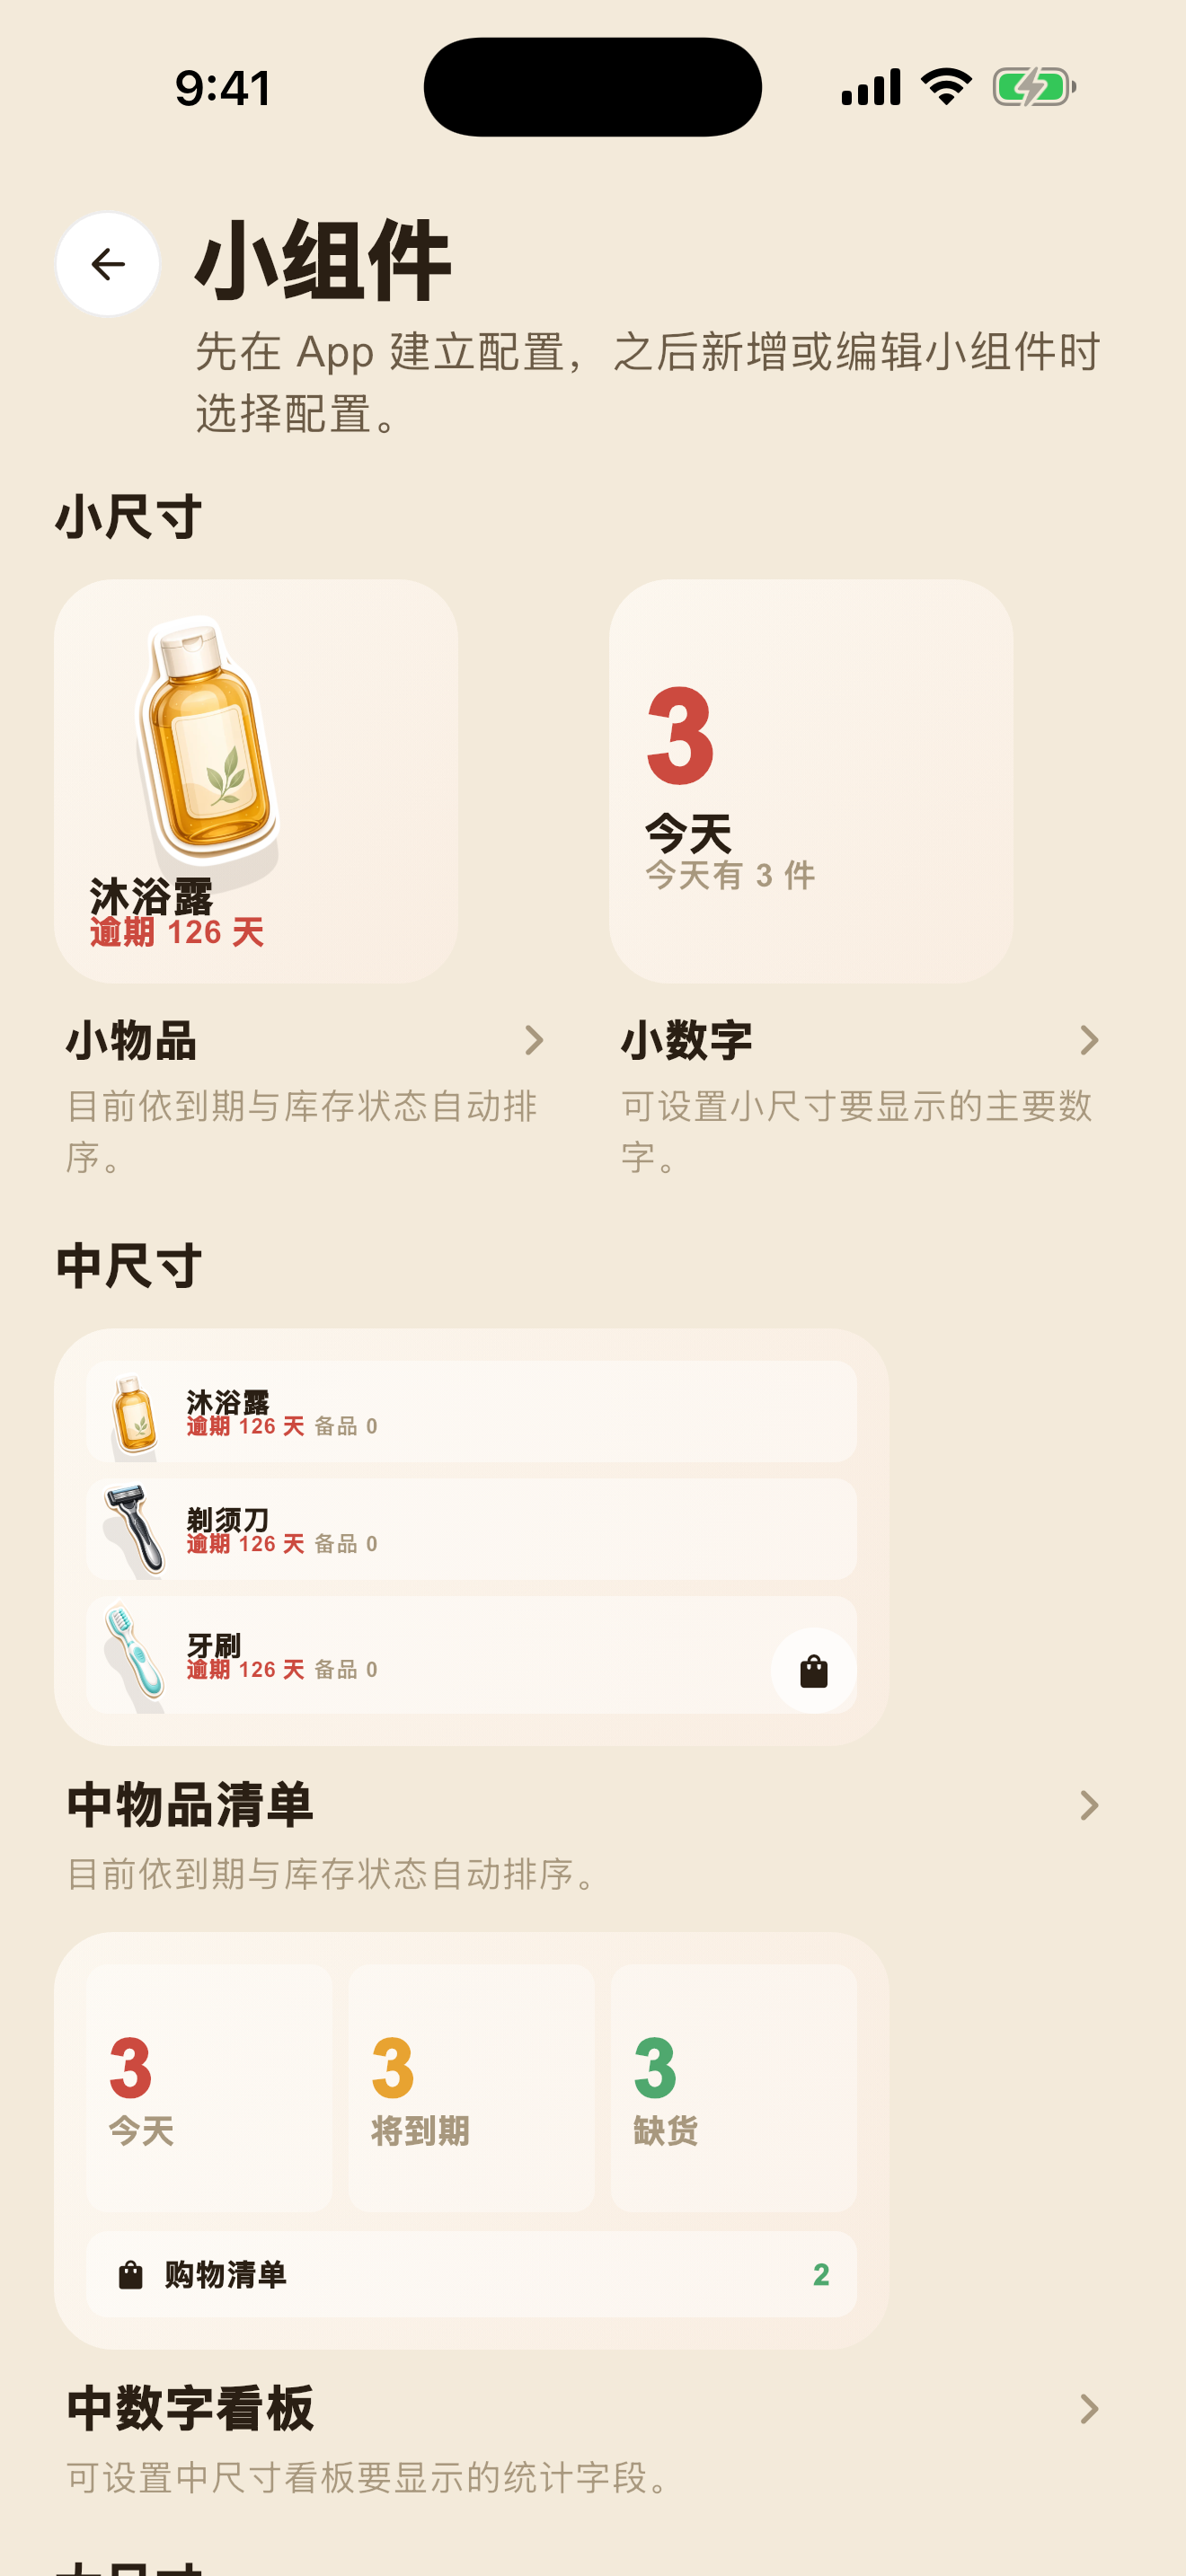 9:41
小组件
先在 App 建立配置，之后新增或编辑小组件时
选择配置。
小尺寸
沐浴露
逾期 126 天
3
今天
今天有 3 件
小物品
目前依到期与库存状态自动排
序。
小数字
可设置小尺寸要显示的主要数
字。
中尺寸
沐浴露
逾期 126 天 备品 0
剃须刀
逾期 126 天 备品 0
牙刷
逾期 126 天 备品 0
中物品清单
目前依到期与库存状态自动排序。
3
今天
3
将到期
3
缺货
购物清单 2
中数字看板
可设置中尺寸看板要显示的统计字段。